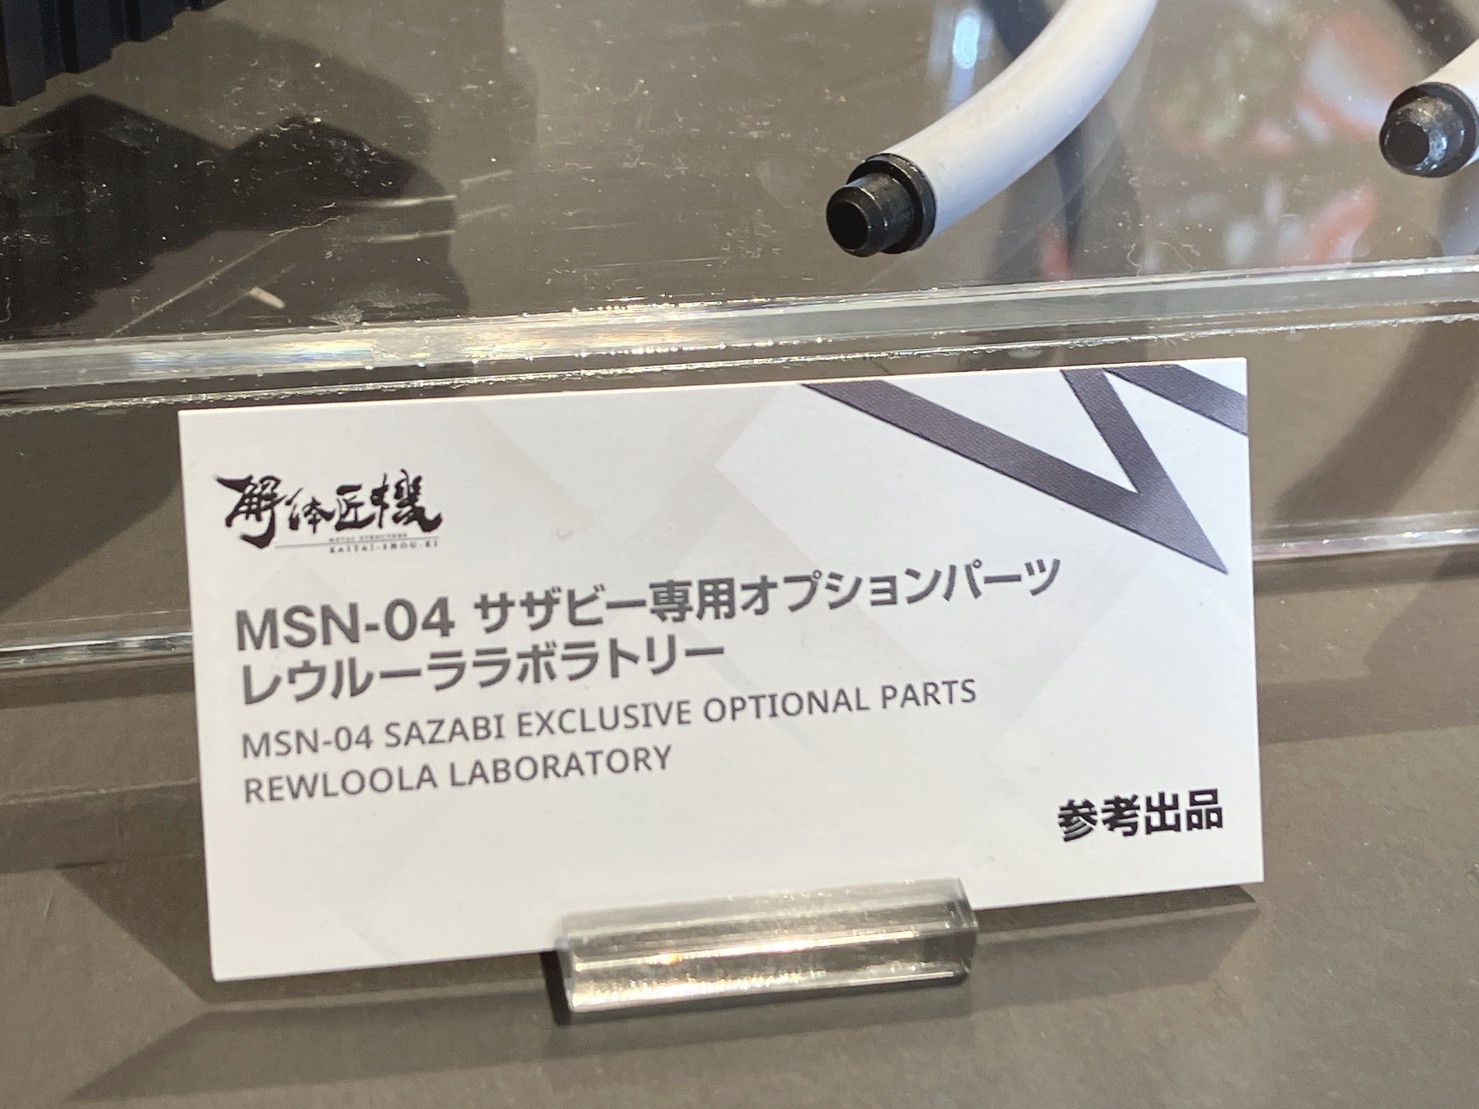 解体匠機
METAL STRUCTURE
KAITAI-SHOU-KI
MSN-04 サザビー専用オプションパーツ
レウルーララボラトリー
MSN-04 SAZABI EXCLUSIVE OPTIONAL PARTS
REWLOOLA LABORATORY
参考出品